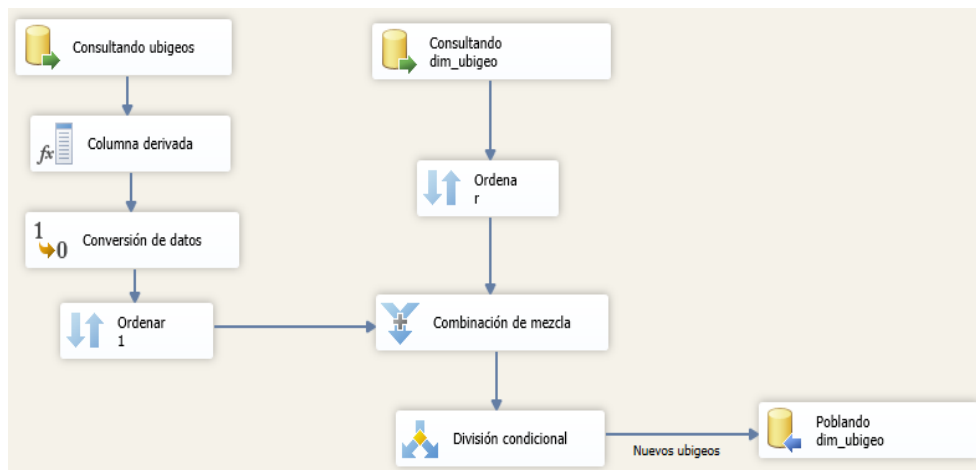 Consultando ubigeos
Consultando
dim_ubigeo
fx
Columna derivada
Ordena
r
1
0
Conversión de datos
Ordenar
1
Combinación de mezcla
División condicional
Nuevos ubigeos
Poblando
dim_ubigeo